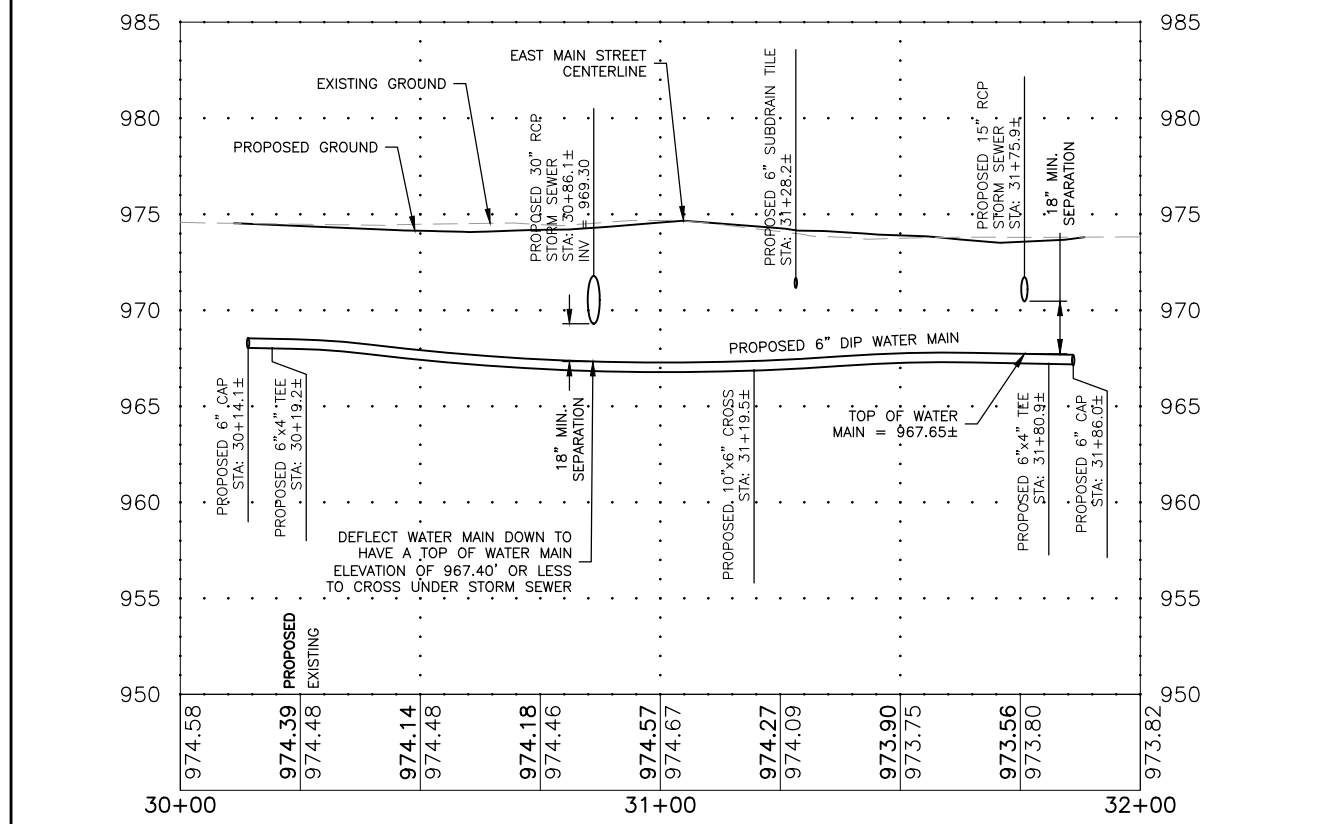 985
985
EAST MAIN STREET
CENTERLINE
EXISTING GROUND
PROPOSED GROUND
980
980
PROPOSED 30" RCP
STORM SEWER
STA: 30+86.1±
INV = 969.30
PROPOSED 6" SUBDRAIN TILE
STA: 31+28.2±
PROPOSED 15" RCP
STORM SEWER
STA: 31+75.9±
18" MIN.
SEPARATION
975
975
970
970
PROPOSED 6" DIP WATER MAIN
965
965
PROPOSED 6" CAP
STA: 30+14.1±
PROPOSED 6"x4" TEE
STA: 30+19.2±
18" MIN.
SEPARATION
PROPOSED 10"x6" CROSS
STA: 31+19.5±
TOP OF WATER
MAIN = 967.65±
PROPOSED 6"x4" TEE
STA: 31+80.9±
PROPOSED 6" CAP
STA: 31+86.0±
960
960
DEFLECT WATER MAIN DOWN TO
HAVE A TOP OF WATER MAIN
ELEVATION OF 967.40' OR LESS
TO CROSS UNDER STORM SEWER
955
955
PROPOSED
EXISTING
950
950
974.58
974.39
974.48
974.14
974.48
974.18
974.46
974.57
974.67
974.27
974.09
973.90
973.75
973.56
973.80
973.82
30+00
31+00
32+00